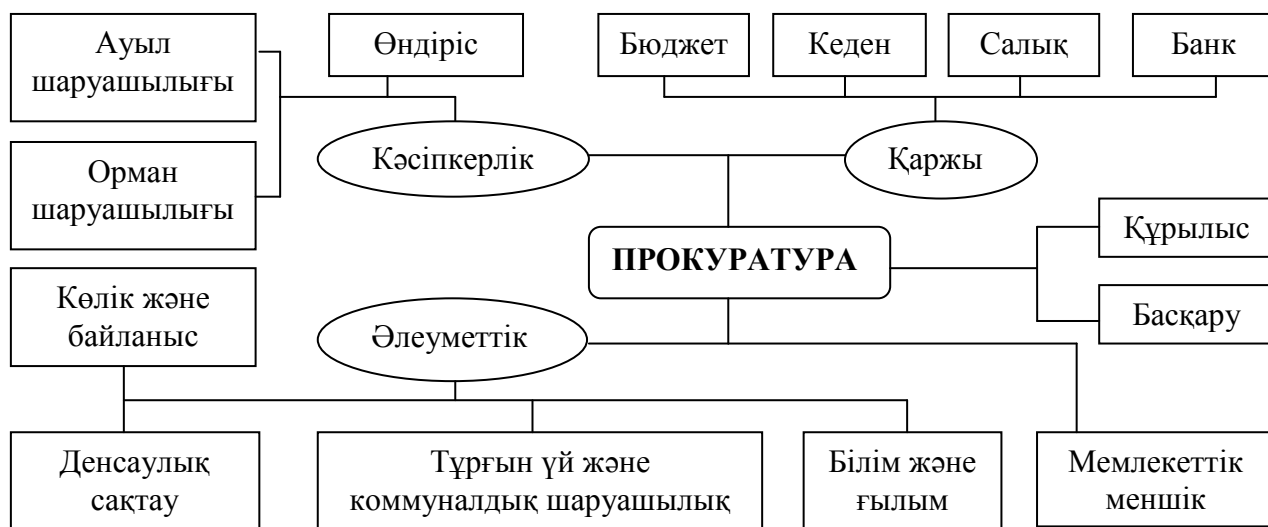 Ауыл
шаруашылығы
Өндіріс
Бюджет
Кеден
Салық
Банк
Кәсіпкерлік
Қаржы
Орман
шаруашылығы
ПРОКУРАТУРА
Құрылыс
Басқару
Көлік және
байланыс
Әлеуметтік
Денсаулық
сақтау
Тұрғын үй және
коммуналдық шаруашылық
Білім және
ғылым
Мемлекеттік
меншік